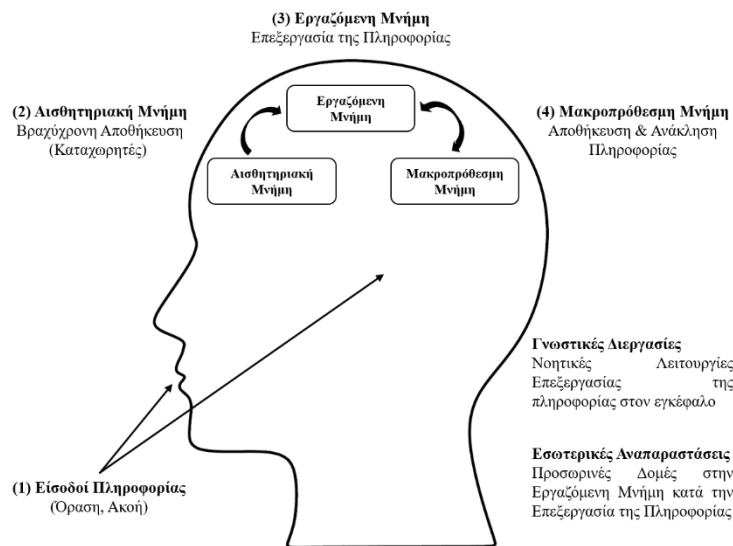 (3) Εργαζόμενη Μνήμη
Επεξεργασία της Πληροφορίας
(2) Αισθητηριακή Μνήμη
Βραχύχρονη Αποθήκευση
(Καταχωρητές)
Εργαζόμενη
Μνήμη
(4) Μακροπρόθεσμη Μνήμη
Αποθήκευση & Ανάκληση
Πληροφορίας
Αισθητηριακή
Μνήμη
Μακροπρόθεσμη
Μνήμη
Γνωστικές Διεργασίες
Νοητικές Λειτουργίες
Επεξεργασίας της
πληροφορίας στον εγκέφαλο
Εσωτερικές Αναπαραστάσεις
Προσωρινές Δομές στην
Εργαζόμενη Μνήμη κατά την
Επεξεργασία της Πληροφορίας
(1) Είσοδοί Πληροφορίας
(Όραση, Ακοή)